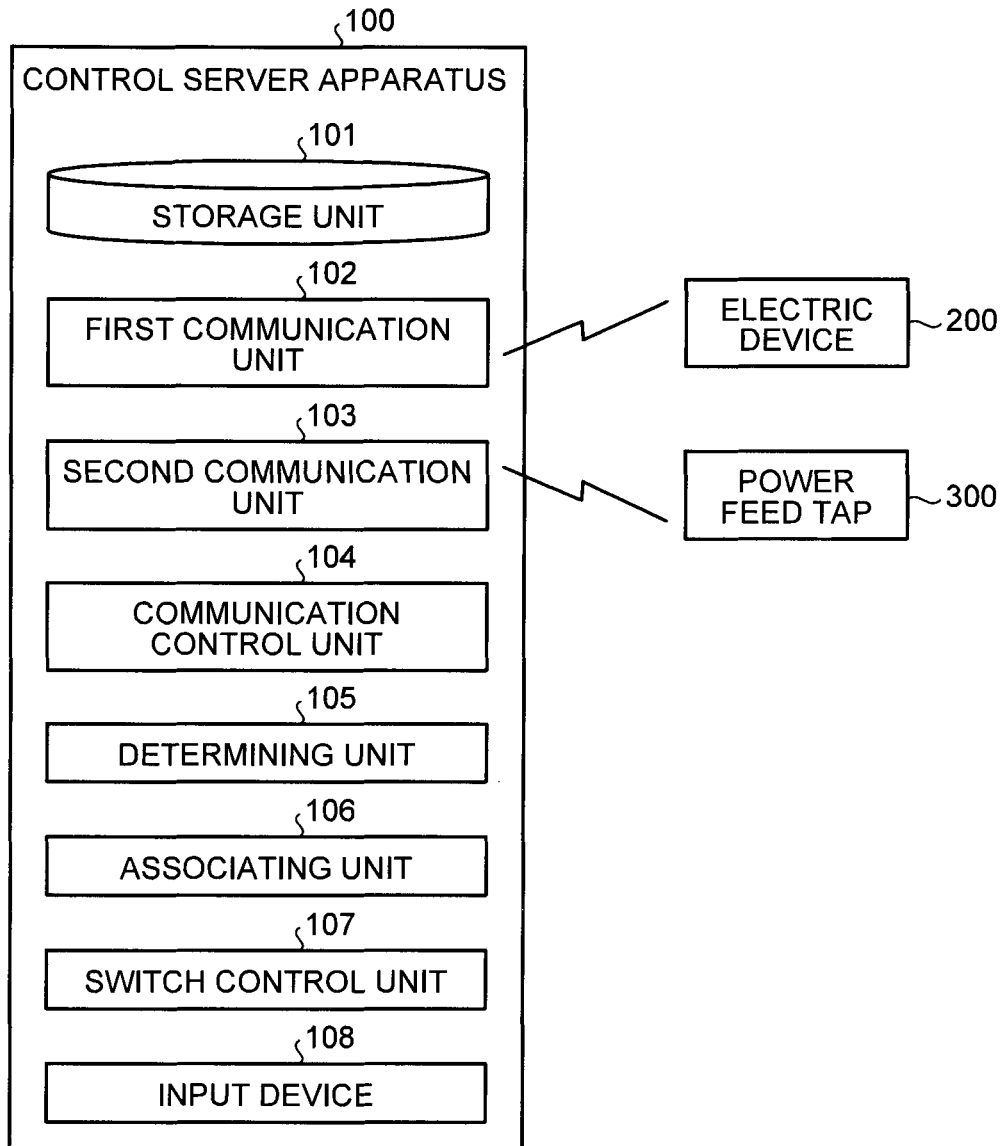 100
CONTROL SERVER APPARATUS
101
STORAGE UNIT
102
FIRST COMMUNICATION
UNIT
ELECTRIC
DEVICE
200
103
SECOND COMMUNICATION
UNIT
POWER
FEED TAP
300
104
COMMUNICATION
CONTROL UNIT
105
DETERMINING UNIT
106
ASSOCIATING UNIT
107
SWITCH CONTROL UNIT
108
INPUT DEVICE